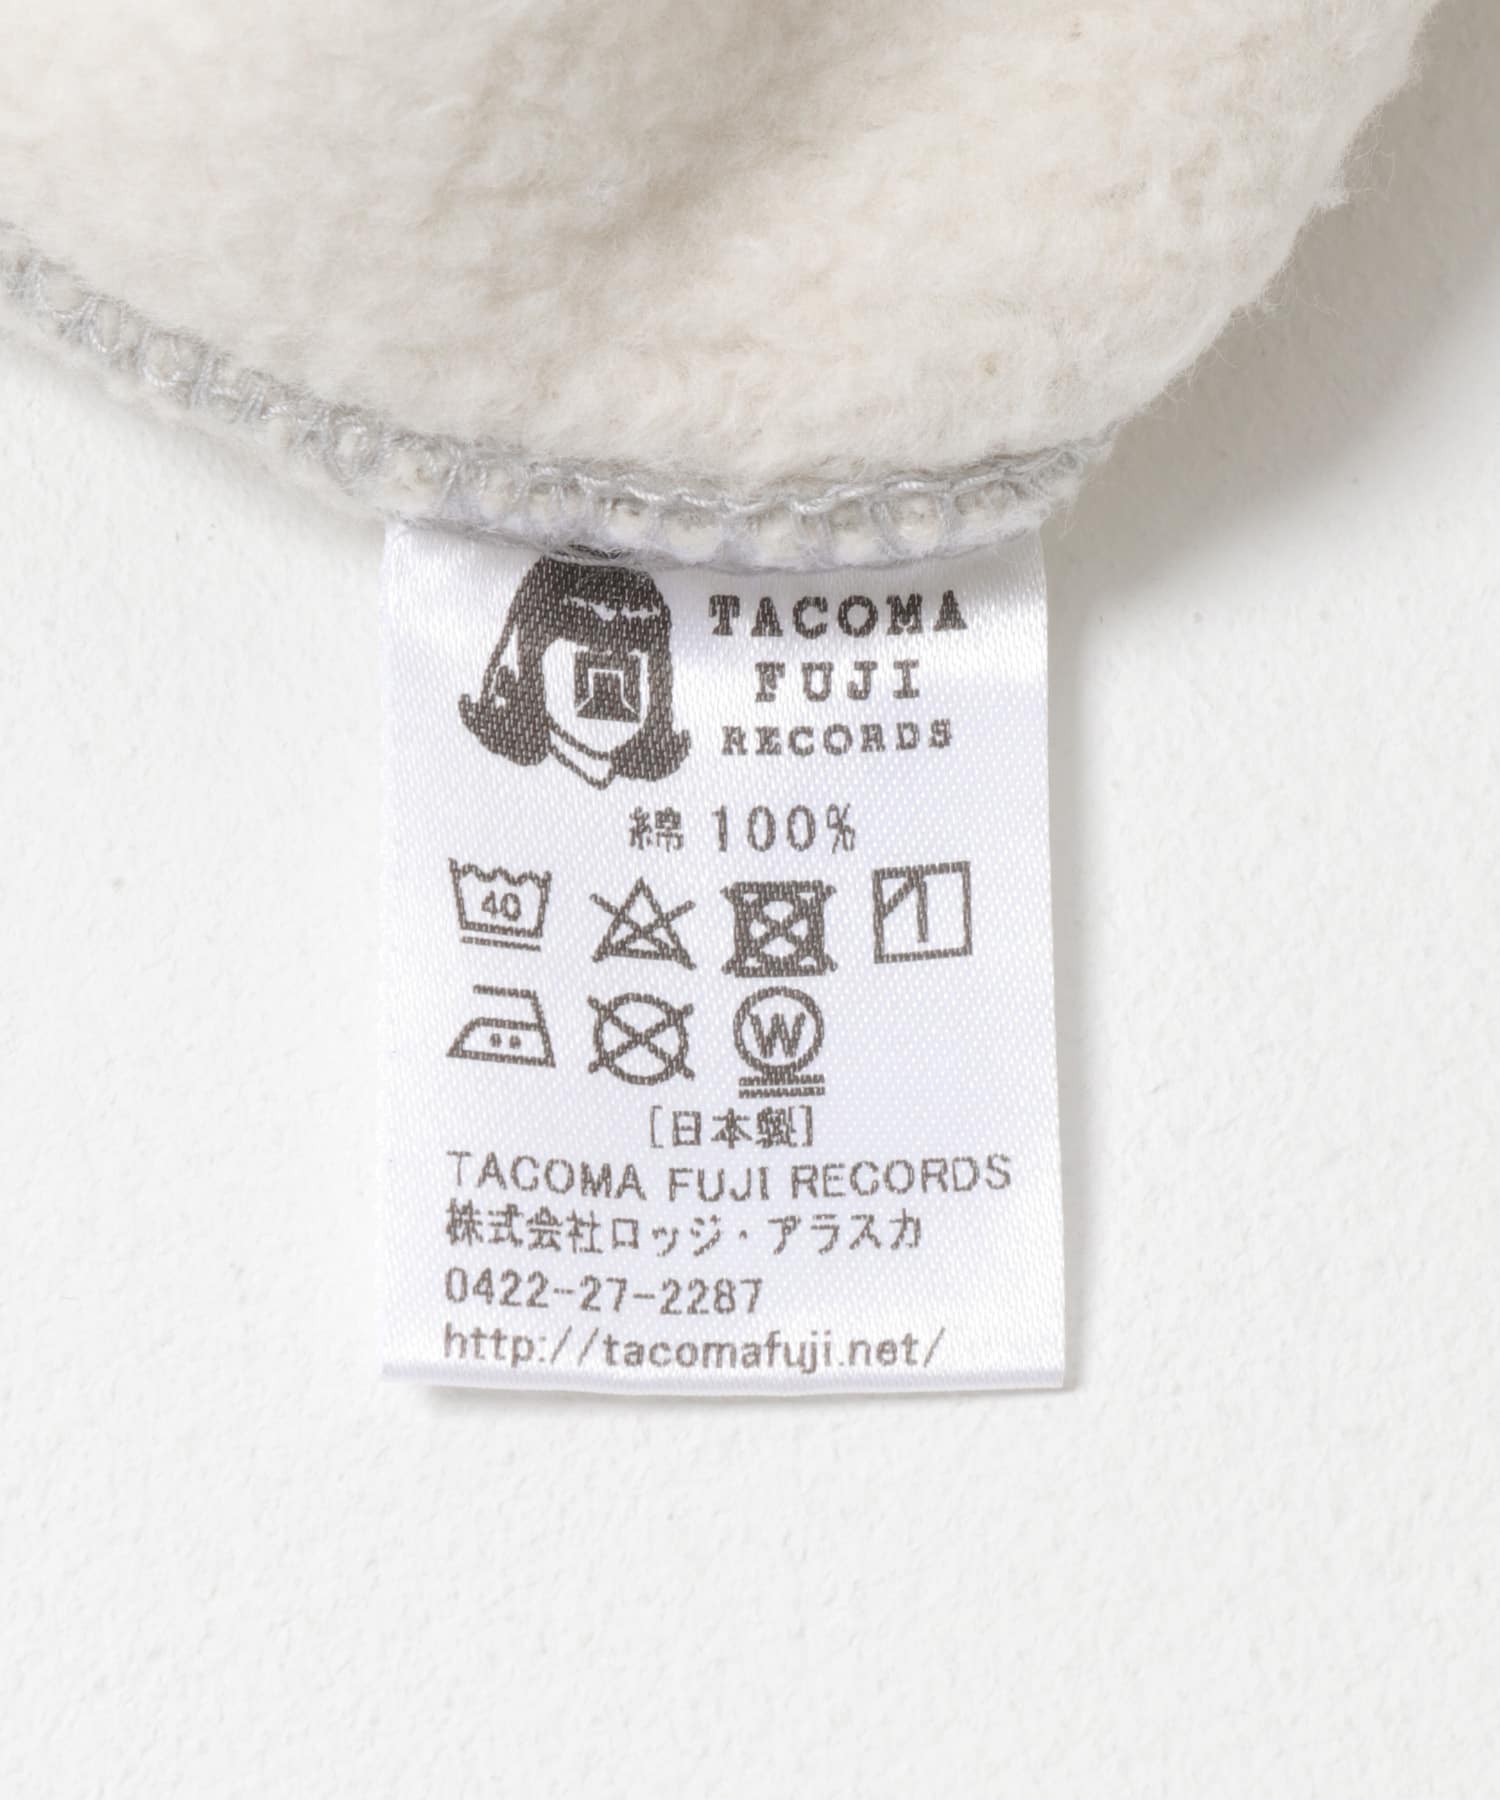 TACOMA
FUJI
RECORDS
綿 100%
40
W
[日本製]
TACOMA FUJI RECORDS
株式会社ロッジ・アラスカ
0422-27-2287
http://tacomafuji.net/